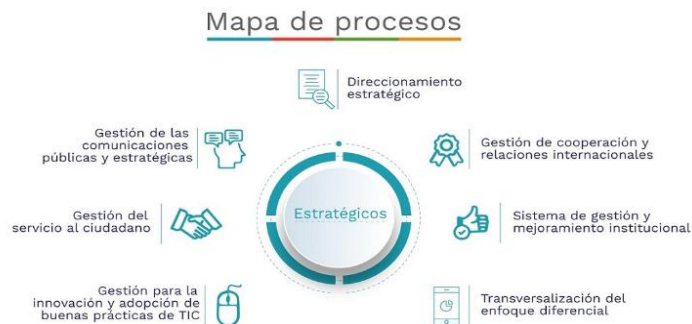 Mapa de procesos
Direccionamiento
estratégico
Gestión de las
comunicaciones
públicas y estratégicas
Gestión de cooperación y
relaciones internacionales
Estratégicos
Gestión del
servicio al ciudadano
Sistema de gestión y
mejoramiento institucional
Gestión para la
innovación y adopción de
buenas prácticas de TIC
Transversalización del
enfoque diferencial